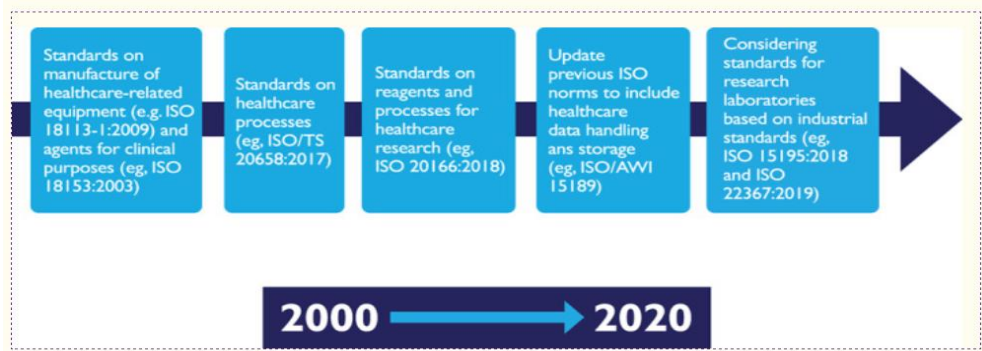 Standards on
manufacture of
healthcare-related
equipment (e.g. ISO
18113-1:2009) and
agents for clinical
purposes (eg, ISO
18153:2003)
Standards on
healthcare
processes
(eg, ISO/TS
20658:2017)
Standards on
reagents and
processes for
healthcare
research (eg,
ISO 20166:2018)
Update
previous ISO
norms to include
healthcare
data handling
ans storage
(eg, ISO/AWI
15189)
Considering
standards for
research
laboratories
based on industrial
standards (eg,
ISO 15195:2018
and ISO
22367:2019)
2000
2020